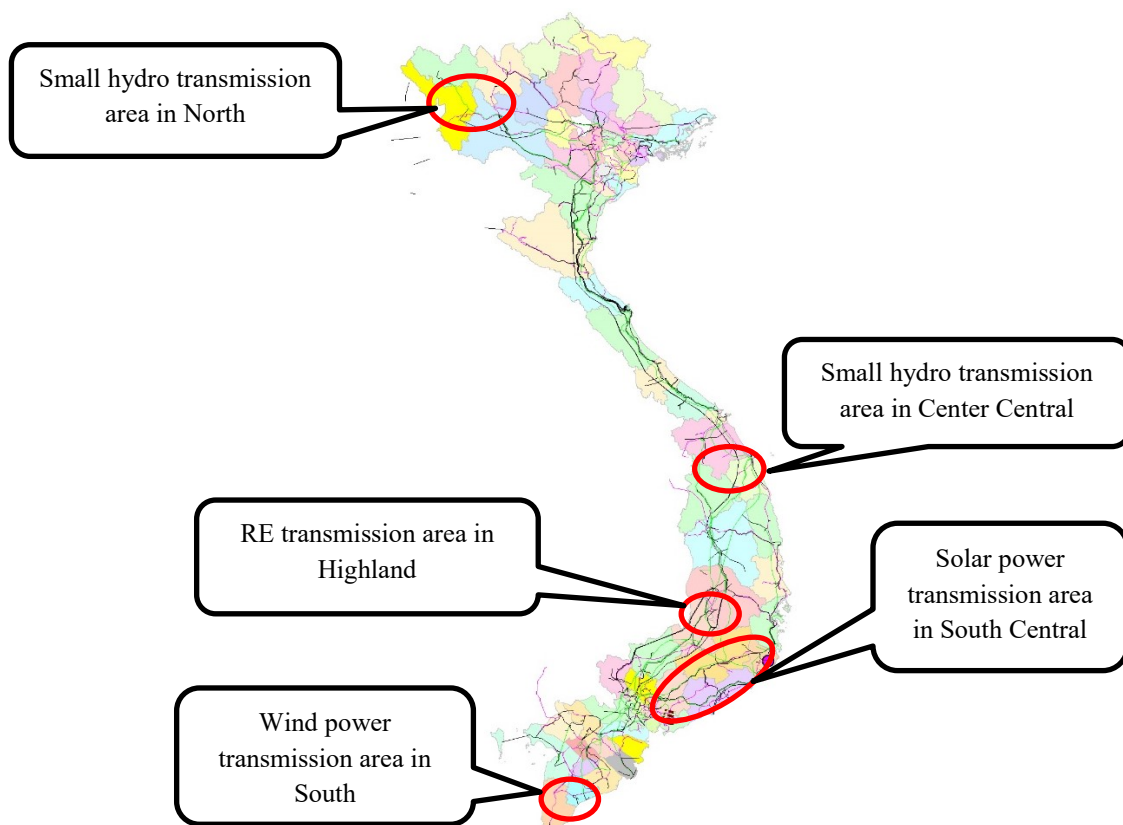 Small hydro transmission
area in North
Small hydro transmission
area in Center Central
RE transmission area in
Highland
Solar power
transmission area
in South Central
Wind power
transmission area in
South